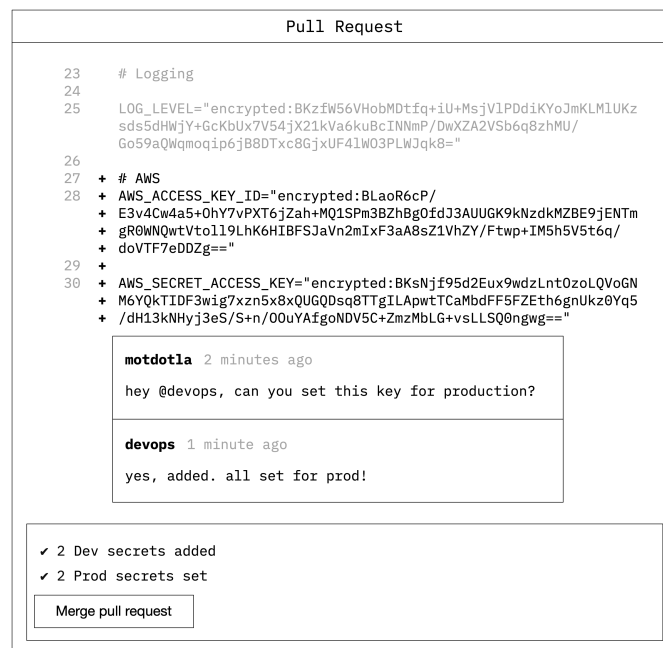 Pull Request
23 # Logging
24
25 LOG_LEVEL="encrypted:BKzfW56VHobMDtfq+iU+MsjVlPDdiKYoJmKLMlUKz
sds5dHWjY+GcKbUx7V54jX21kVa6kuBcINNmP/DwXZA2VSb6q8zhMU/
Go59aQWqmoqip6jB8DTxc8GjxUF4lWO3PLWJqk8="
26
27 + # AWS
28 + AWS_ACCESS_KEY_ID="encrypted:BLaoR6cP/
+ E3v4Cw4a5+OhY7vPXT6jZah+MQ1SPm3BZhBgOfdJ3AUUGK9kNzdkMZBE9jENTm
+ gR0WNQwtVtoll9LhK6HIBFSJaVn2mIxF3aA8sZ1VhZY/Ftwp+IM5h5V5t6q/
+ doVTF7eDDZg=="
29 +
30 + AWS_SECRET_ACCESS_KEY="encrypted:BKsNjf95d2Eux9wdzLntOzoLQVoGN
+ M6YQkTIDF3wig7xzn5x8xQUGQDsq8TTgILApwtTCaMbdFF5FZEth6gnUkz0Yq5
+ /dH13kNHyj3eS/S+n/OOuYAfgoNDV5C+ZmzMbLG+vsLLSQ0ngwg=="
motdotla 2 minutes ago
hey @devops, can you set this key for production?
devops 1 minute ago
yes, added. all set for prod!
✔ 2 Dev secrets added
✔ 2 Prod secrets set
Merge pull request